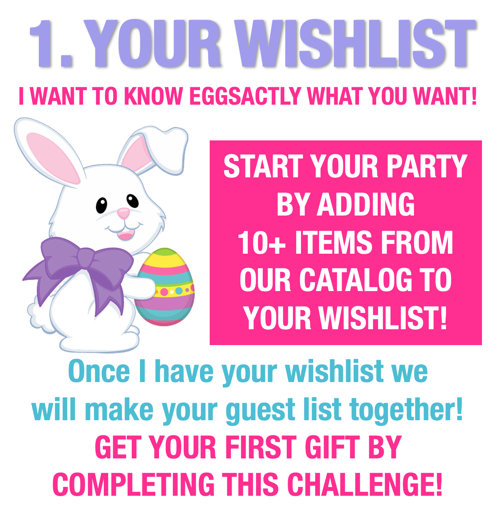 1. YOUR WISHLIST
I WANT TO KNOW EGGSACTLY WHAT YOU WANT!
START YOUR PARTY
BY ADDING
10+ ITEMS FROM
OUR CATALOG TO
YOUR WISHLIST!
Once I have your wishlist we
will make your guest list together!
GET YOUR FIRST GIFT BY
COMPLETING THIS CHALLENGE!